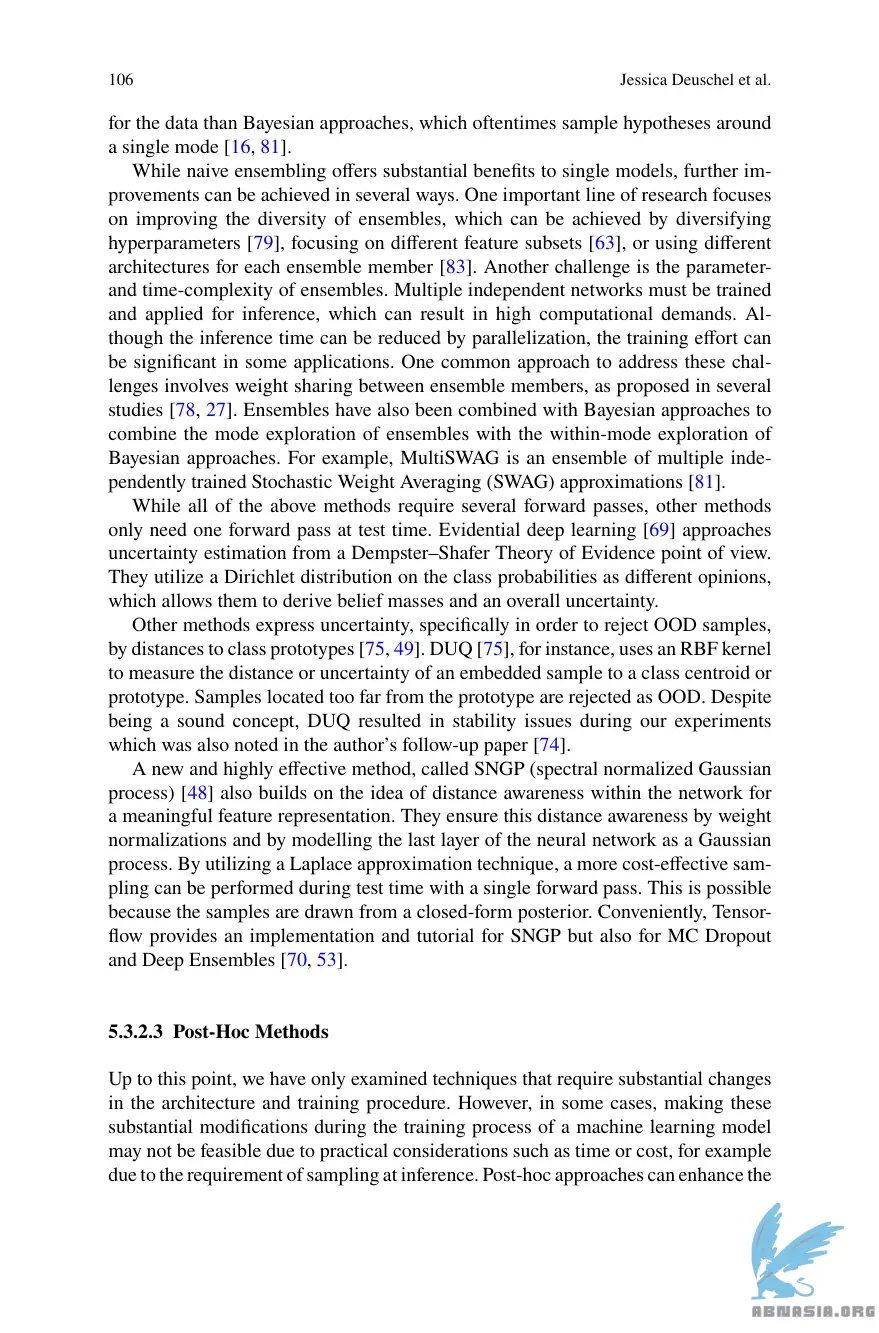 106
Jessica Deuschel et al.
for the data than Bayesian approaches, which oftentimes sample hypotheses around
a single mode [16, 81].
While naive ensembling offers substantial benefits to single models, further im-
provements can be achieved in several ways. One important line of research focuses
on improving the diversity of ensembles, which can be achieved by diversifying
hyperparameters [79], focusing on different feature subsets [63], or using different
architectures for each ensemble member [83]. Another challenge is the parameter-
and time-complexity of ensembles. Multiple independent networks must be trained
and applied for inference, which can result in high computational demands. Al-
though the inference time can be reduced by parallelization, the training effort can
be significant in some applications. One common approach to address these chal-
lenges involves weight sharing between ensemble members, as proposed in several
studies [78, 27]. Ensembles have also been combined with Bayesian approaches to
combine the mode exploration of ensembles with the within-mode exploration of
Bayesian approaches. For example, MultiSWAG is an ensemble of multiple inde-
pendently trained Stochastic Weight Averaging (SWAG) approximations [81].
While all of the above methods require several forward passes, other methods
only need one forward pass at test time. Evidential deep learning [69] approaches
uncertainty estimation from a Dempster–Shafer Theory of Evidence point of view.
They utilize a Dirichlet distribution on the class probabilities as different opinions,
which allows them to derive belief masses and an overall uncertainty.
Other methods express uncertainty, specifically in order to reject OOD samples,
by distances to class prototypes [75, 49]. DUQ [75], for instance, uses an RBF kernel
to measure the distance or uncertainty of an embedded sample to a class centroid or
prototype. Samples located too far from the prototype are rejected as OOD. Despite
being a sound concept, DUQ resulted in stability issues during our experiments
which was also noted in the author's follow-up paper [74].
A new and highly effective method, called SNGP (spectral normalized Gaussian
process) [48] also builds on the idea of distance awareness within the network for
a meaningful feature representation. They ensure this distance awareness by weight
normalizations and by modelling the last layer of the neural network as a Gaussian
process. By utilizing a Laplace approximation technique, a more cost-effective sam-
pling can be performed during test time with a single forward pass. This is possible
because the samples are drawn from a closed-form posterior. Conveniently, Tensor-
flow provides an implementation and tutorial for SNGP but also for MC Dropout
and Deep Ensembles [70, 53].
5.3.2.3 Post-Hoc Methods
Up to this point, we have only examined techniques that require substantial changes
in the architecture and training procedure. However, in some cases, making these
substantial modifications during the training process of a machine learning model
may not be feasible due to practical considerations such as time or cost, for example
due to the requirement of sampling at inference. Post-hoc approaches can enhance the
ABNASIA.ORG